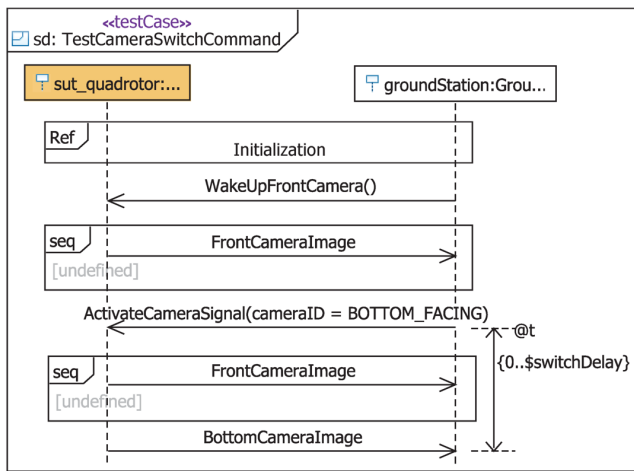 «testCase»
sd: TestCameraSwitchCommand
sut_quadrotor:...
groundStation:Grou...
Ref
Initialization
WakeUpFrontCamera()
seq
FrontCameraImage
[undefined]
ActivateCameraSignal(cameraID = BOTTOM_FACING)
@t
{0..$switchDelay}
seq
FrontCameraImage
[undefined]
BottomCameraImage